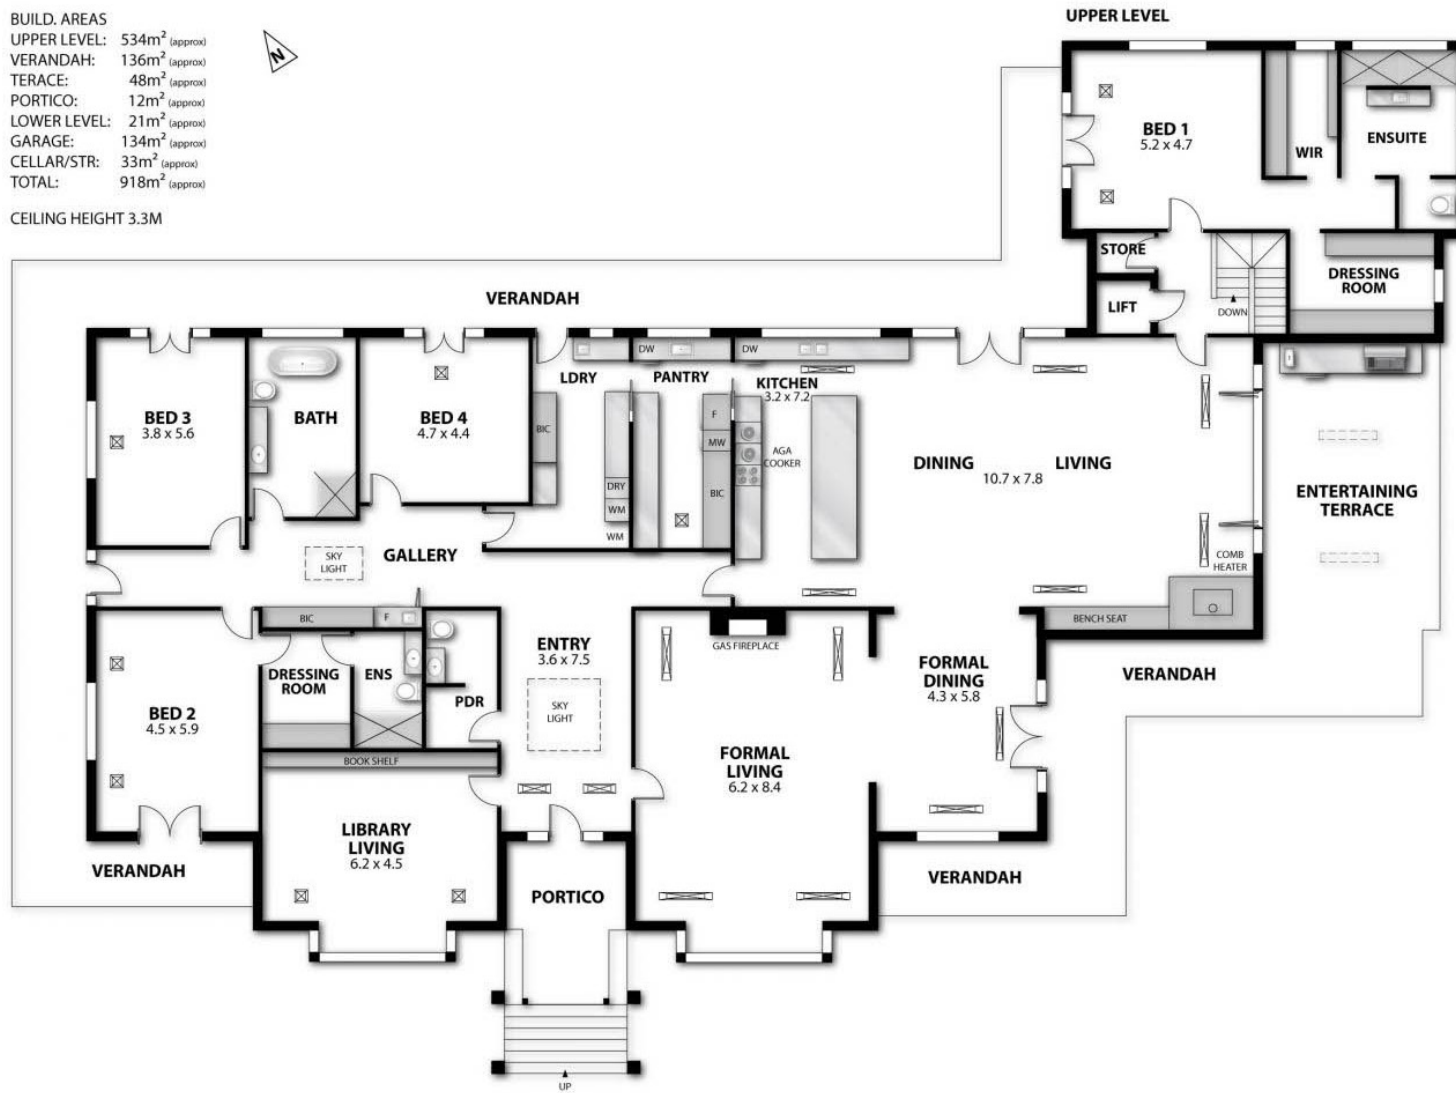 BUILD. AREAS
UPPER LEVEL: 534m² (approx)
VERANDAH: 136m² (approx)
TERACE: 48m² (approx)
PORTICO: 12m² (approx)
LOWER LEVEL: 21m² (approx)
GARAGE: 134m² (approx)
CELLAR/STR: 33m² (approx)
TOTAL: 918m² (approx)
CEILING HEIGHT 3.3M
N
UPPER LEVEL
BED 1
5.2 x 4.7
WIR
ENSUITE
STORE
LIFT
DOWN
DRESSING
ROOM
VERANDAH
BED 3
3.8 x 5.6
BATH
BED 4
4.7 x 4.4
LDRY
BIC
DRY
WM
WM
DW
PANTRY
F
MW
BIC
DW
KITCHEN
3.2 x 7.2
AGA
COOKER
DINING
LIVING
10.7 x 7.8
ENTERTAINING
TERRACE
COMB
HEATER
BENCH SEAT
GALLERY
SKY
LIGHT
BIC
F
BED 2
4.5 x 5.9
DRESSING
ROOM
ENS
PDR
ENTRY
3.6 x 7.5
SKY
LIGHT
GAS FIREPLACE
FORMAL
LIVING
6.2 x 8.4
FORMAL
DINING
4.3 x 5.8
VERANDAH
BOOK SHELF
LIBRARY
LIVING
6.2 x 4.5
VERANDAH
PORTICO
VERANDAH
UP